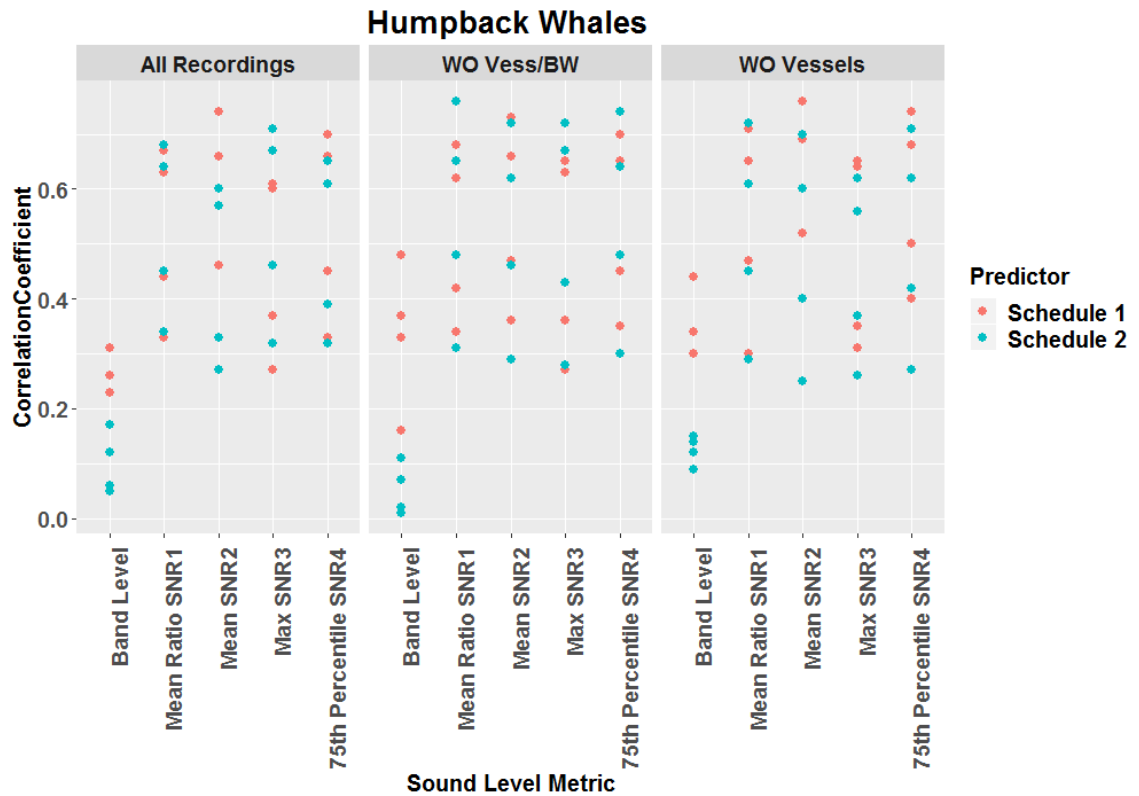 Humpback Whales
All Recordings
WO Vess/BW
WO Vessels
CorrelationCoefficient
0.6
0.4
0.2
0.0
Band Level
Mean Ratio SNR1
Mean SNR2
Max SNR3
75th Percentile SNR4
Band Level
Mean Ratio SNR1
Mean SNR2
Max SNR3
75th Percentile SNR4
Band Level
Mean Ratio SNR1
Mean SNR2
Max SNR3
75th Percentile SNR4
Sound Level Metric
Predictor
Schedule 1
Schedule 2